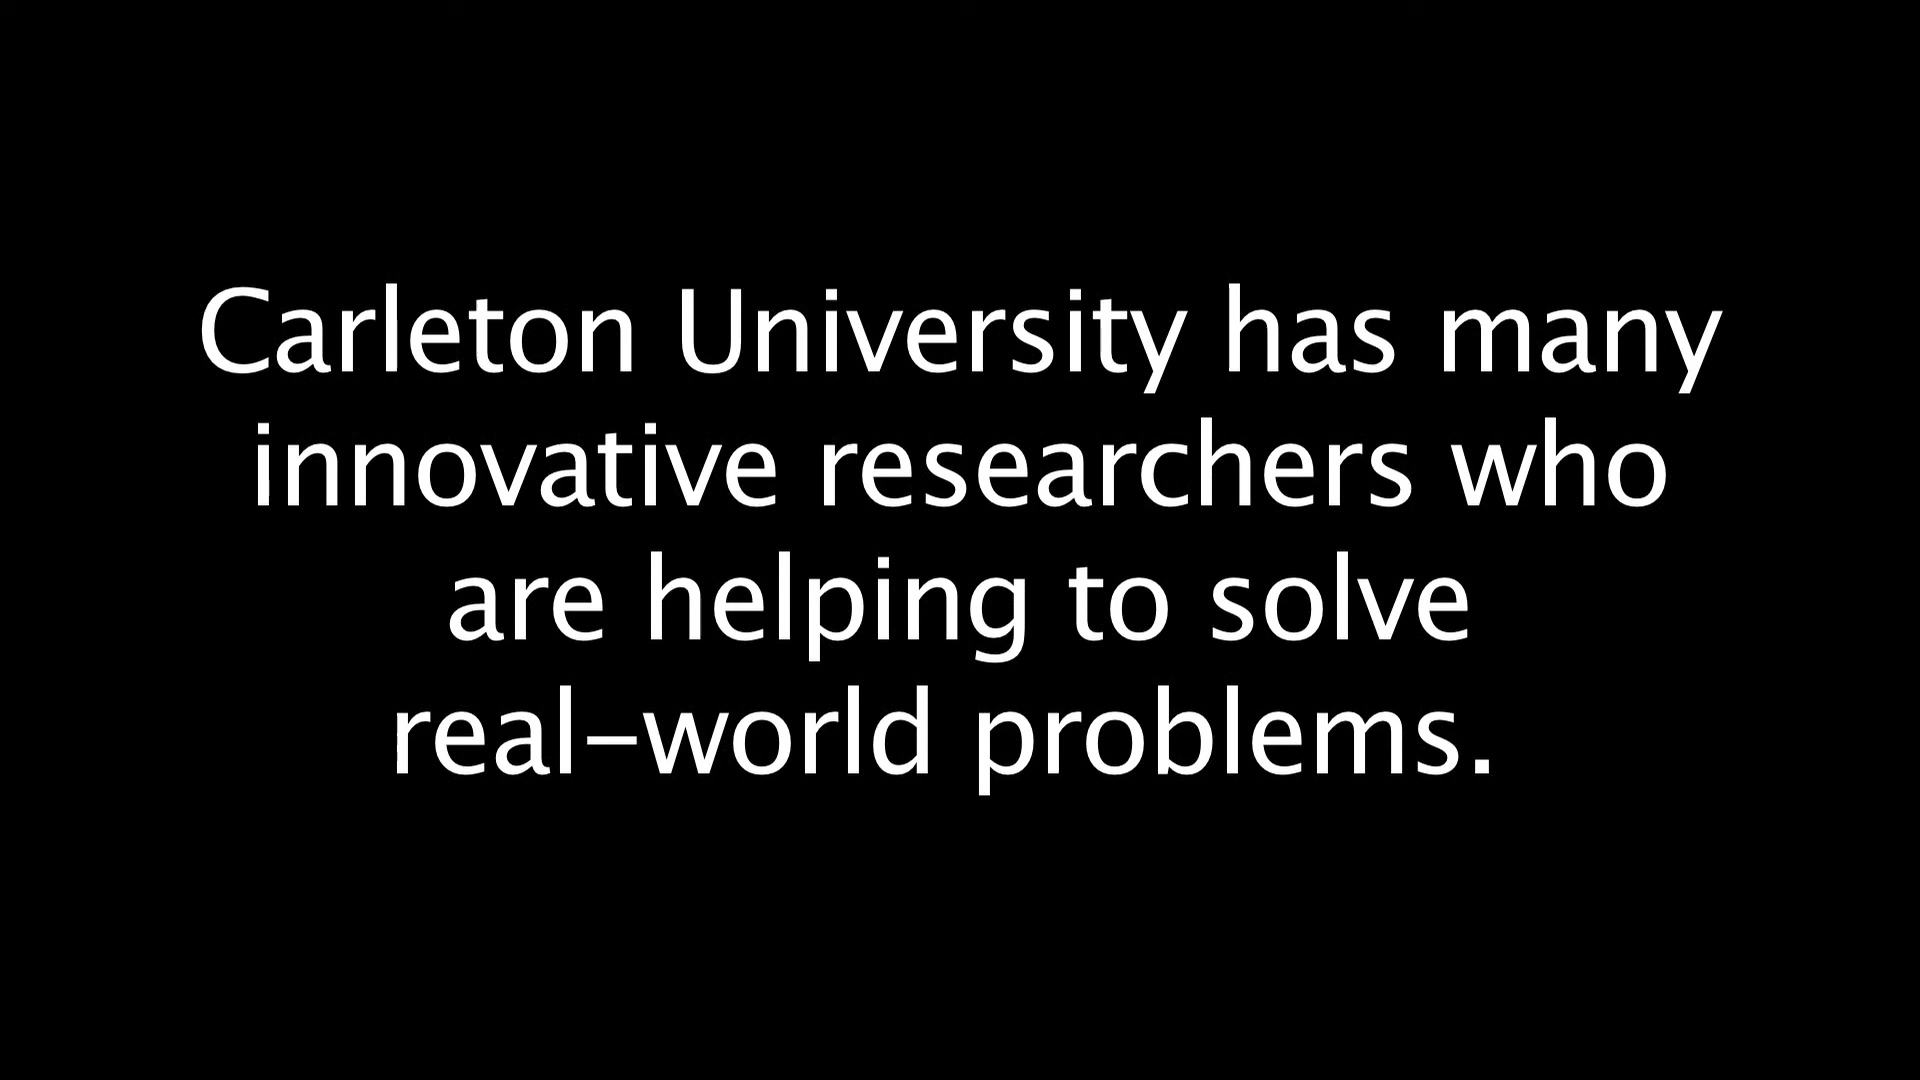 Carleton University has many
innovative researchers who
are helping to solve
real-world problems.